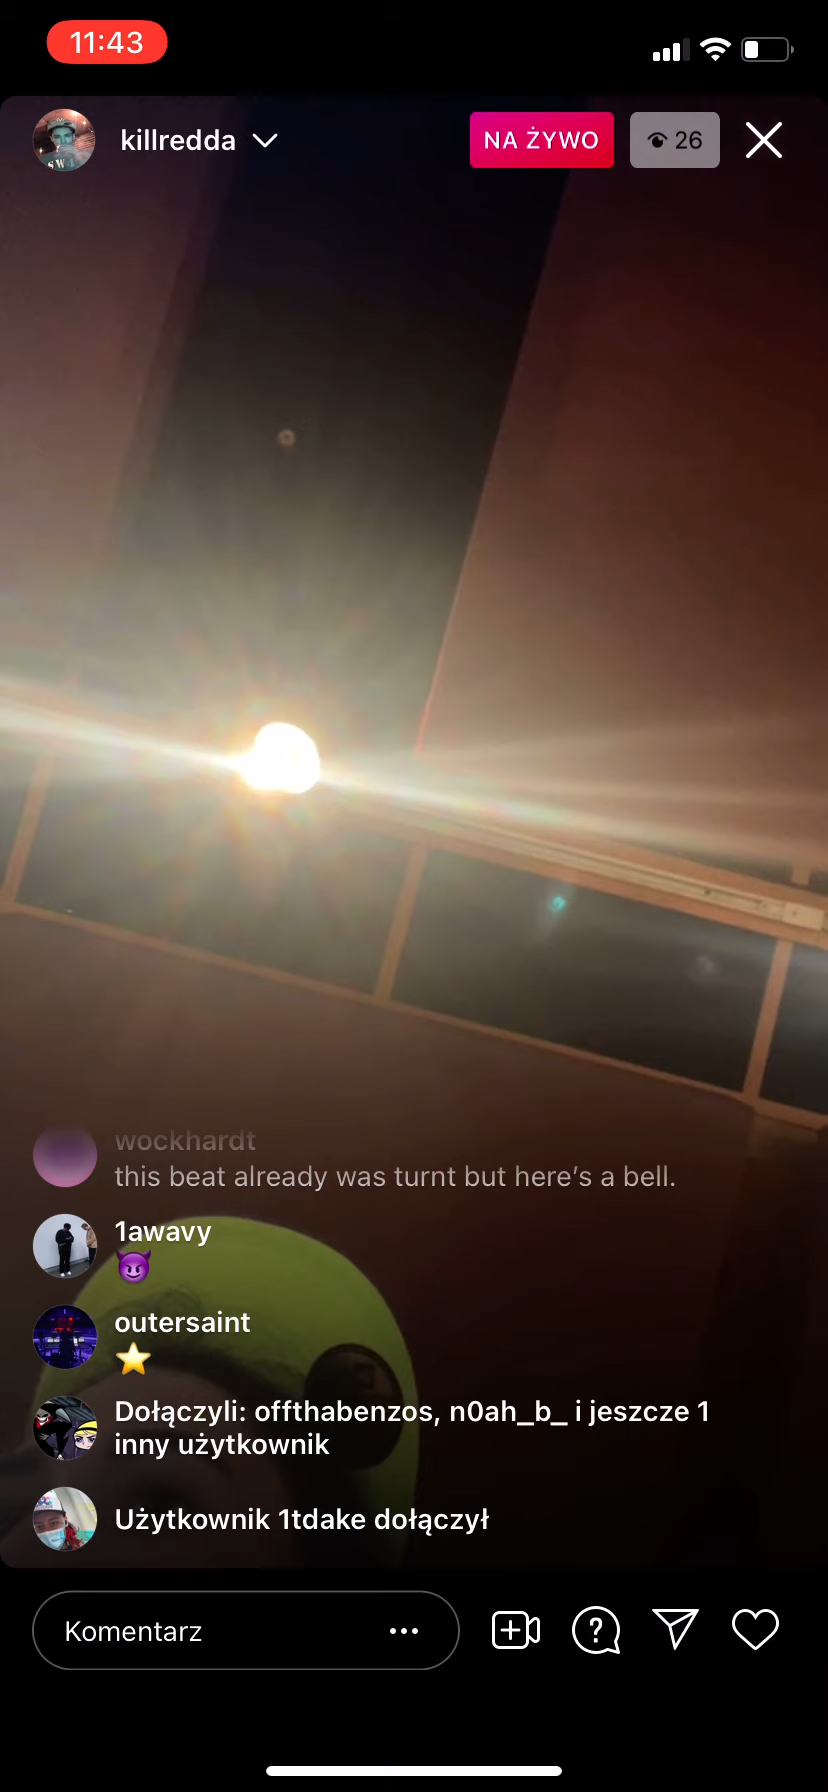 11:43
killredda
NA ŻYWO
26
wockhardt
this beat already was turnt but here's a bell.
1awavy
outersaint
Dołączyli: offthabenzos, n0ah_b_ i jeszcze 1
inny użytkownik
Użytkownik 1tdake dołączył
Komentarz